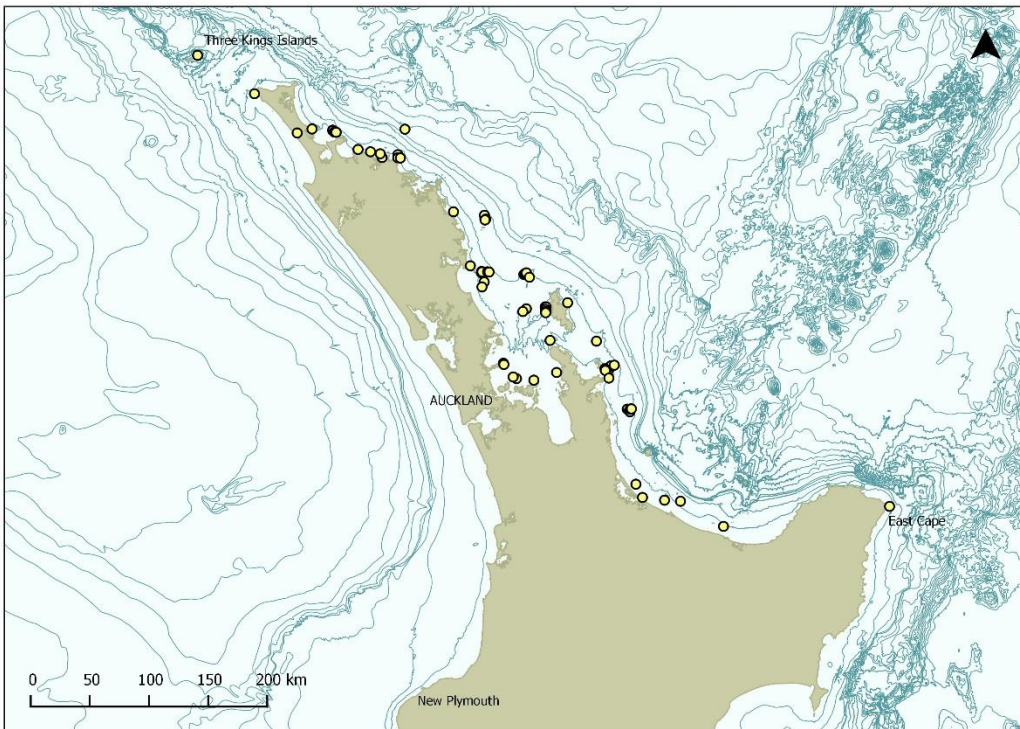 Three Kings Islands
AUCKLAND
East Cape
New Plymouth
0 50 100 150 200 km